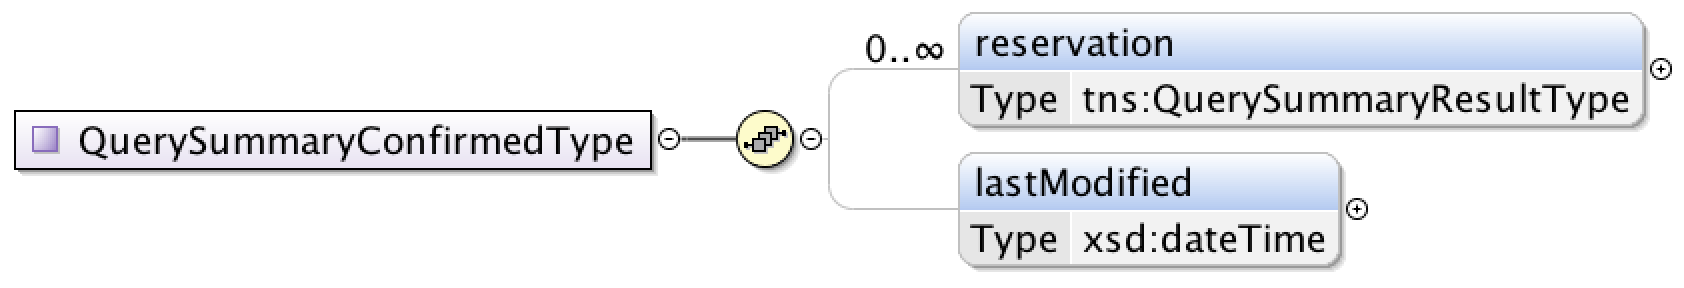 0..∞
reservation
Type tns:QuerySummaryResultType
QuerySummaryConfirmedType
lastModified
Type xsd:dateTime